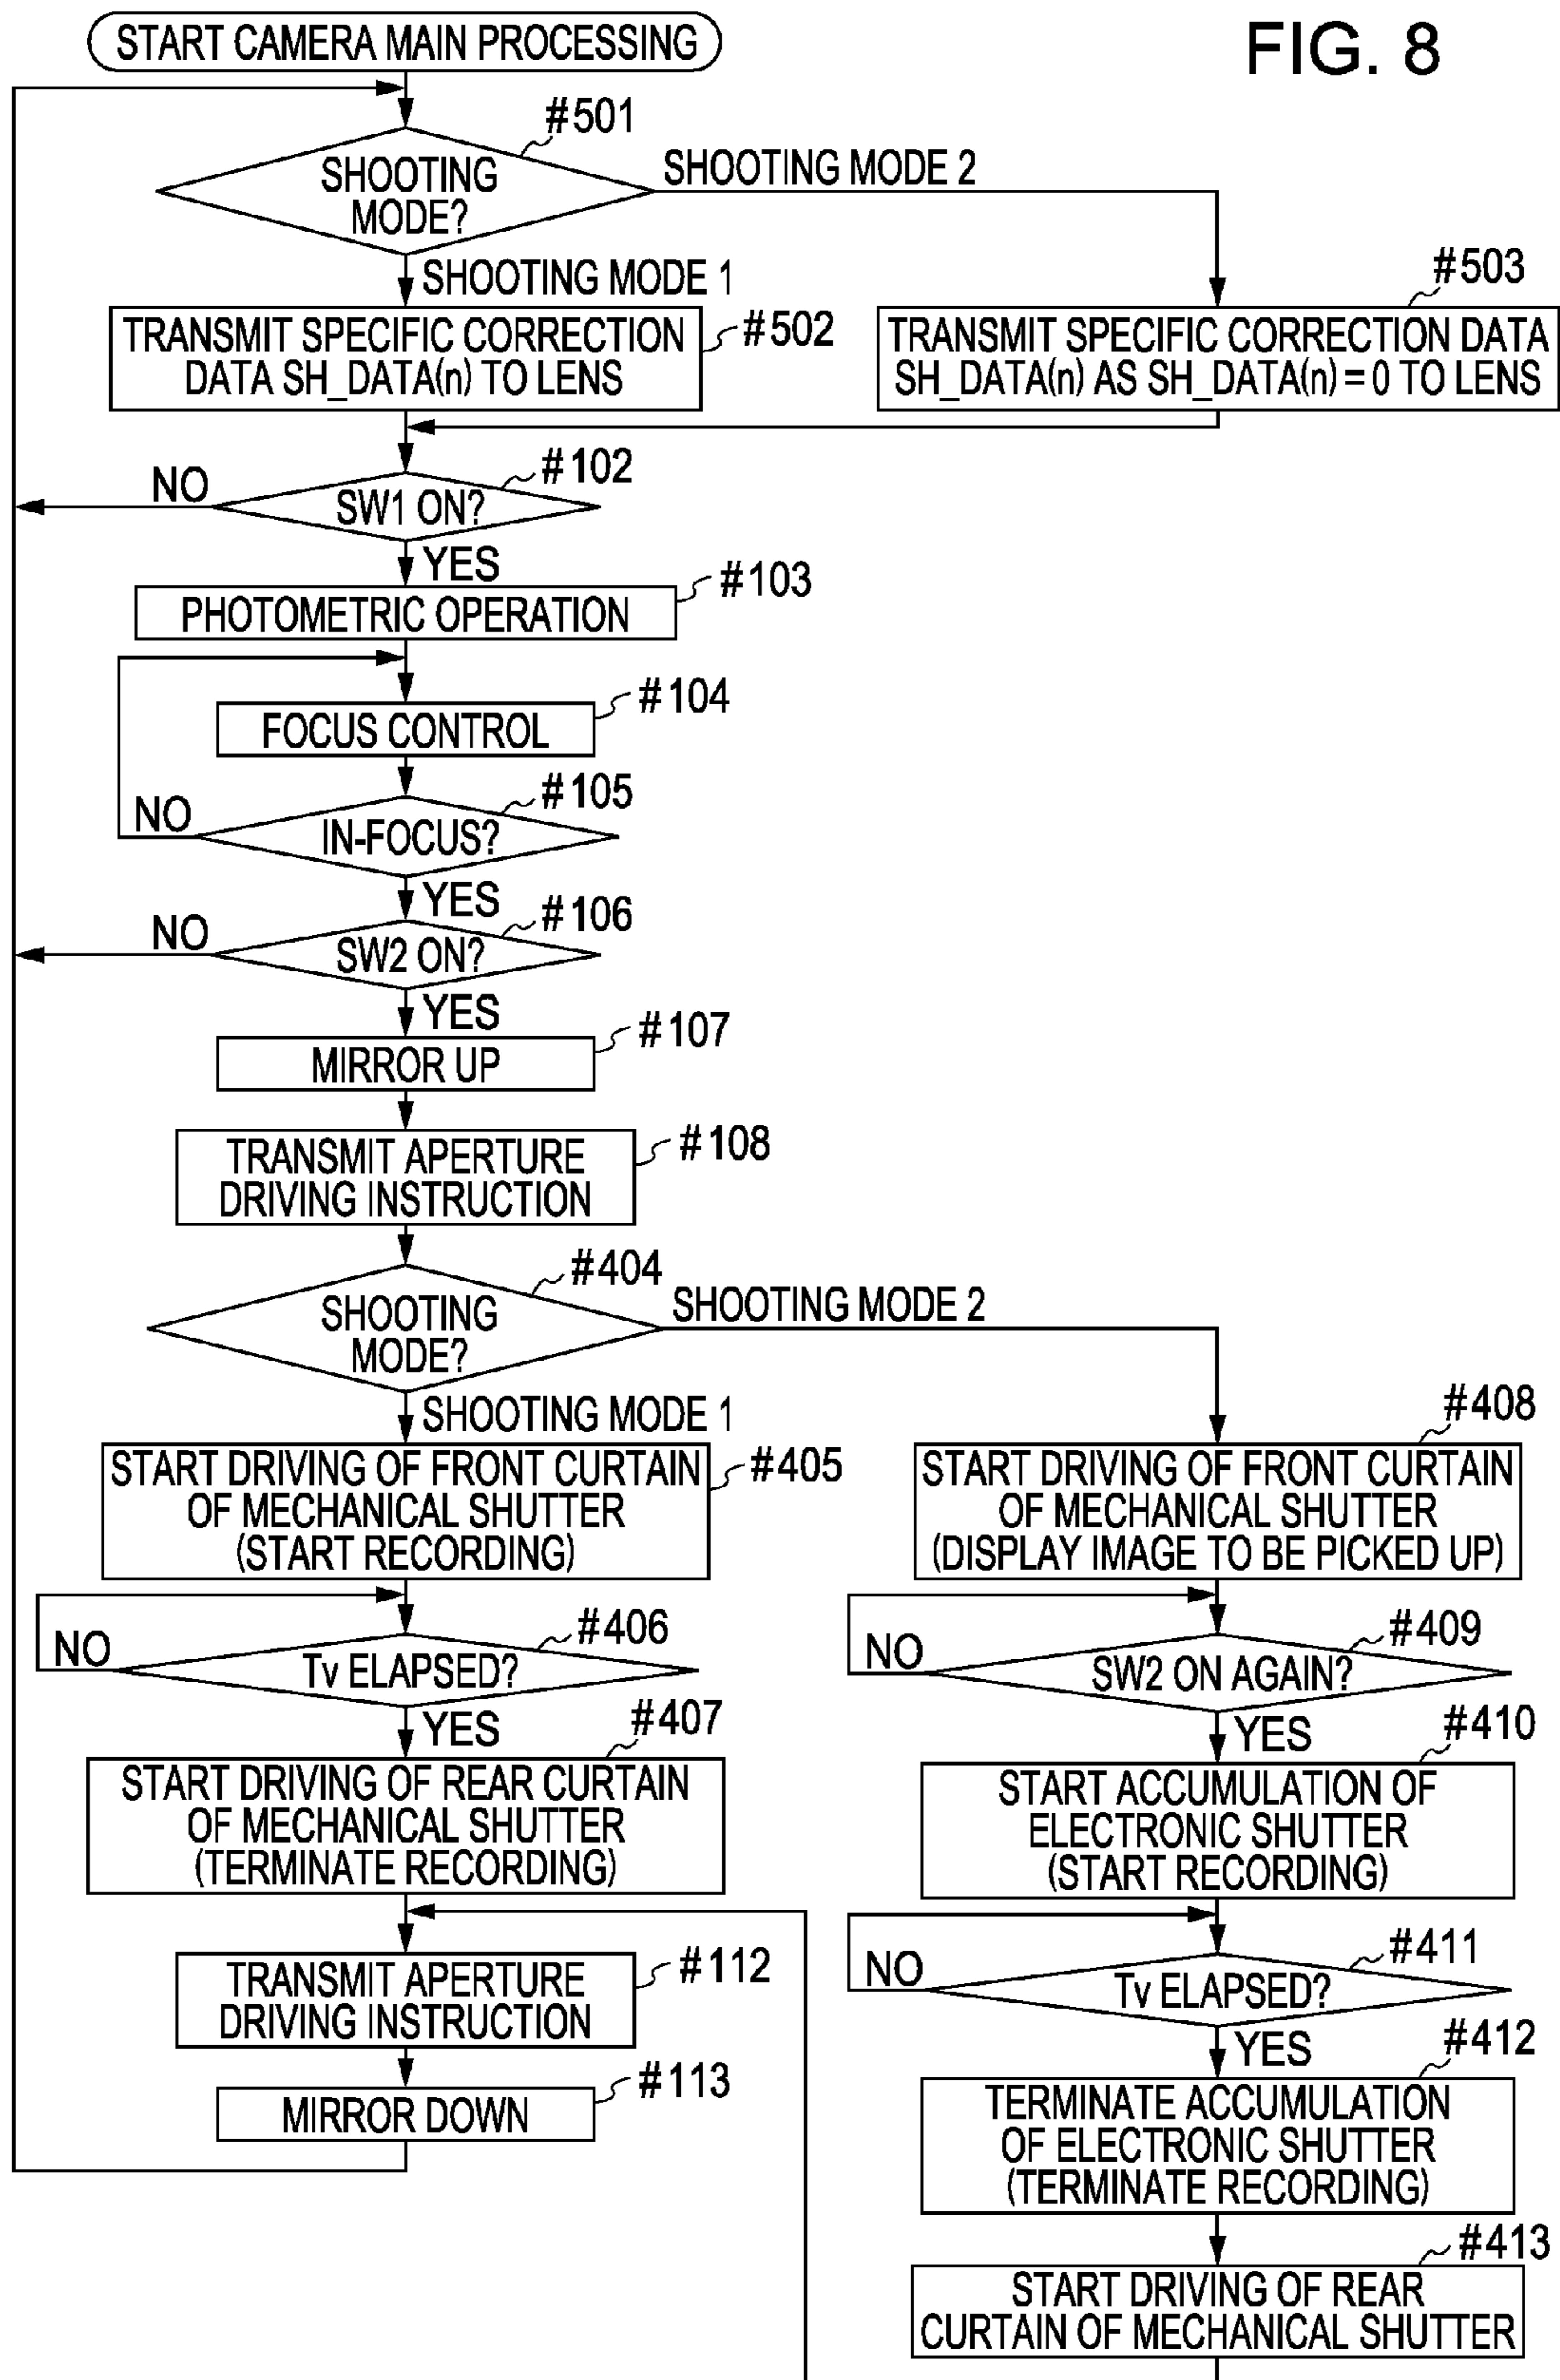 FIG. 8
START CAMERA MAIN PROCESSING
#501
SHOOTING
MODE?
SHOOTING MODE 2
SHOOTING MODE 1
#502
TRANSMIT SPECIFIC CORRECTION
DATA SH_DATA(n) TO LENS
#503
TRANSMIT SPECIFIC CORRECTION DATA
SH_DATA(n) AS SH_DATA(n) = 0 TO LENS
#102
NO
SW1 ON?
YES
#103
PHOTOMETRIC OPERATION
#104
FOCUS CONTROL
#105
NO
IN-FOCUS?
YES
#106
NO
SW2 ON?
YES
#107
MIRROR UP
#108
TRANSMIT APERTURE
DRIVING INSTRUCTION
#404
SHOOTING
MODE?
SHOOTING MODE 2
SHOOTING MODE 1
#405
START DRIVING OF FRONT CURTAIN
OF MECHANICAL SHUTTER
(START RECORDING)
#406
NO
Tv ELAPSED?
YES
#407
START DRIVING OF REAR CURTAIN
OF MECHANICAL SHUTTER
(TERMINATE RECORDING)
#112
TRANSMIT APERTURE
DRIVING INSTRUCTION
#113
MIRROR DOWN
#408
START DRIVING OF FRONT CURTAIN
OF MECHANICAL SHUTTER
(DISPLAY IMAGE TO BE PICKED UP)
#409
NO
SW2 ON AGAIN?
YES
#410
START ACCUMULATION OF
ELECTRONIC SHUTTER
(START RECORDING)
#411
NO
Tv ELAPSED?
YES
#412
TERMINATE ACCUMULATION
OF ELECTRONIC SHUTTER
(TERMINATE RECORDING)
#413
START DRIVING OF REAR
CURTAIN OF MECHANICAL SHUTTER